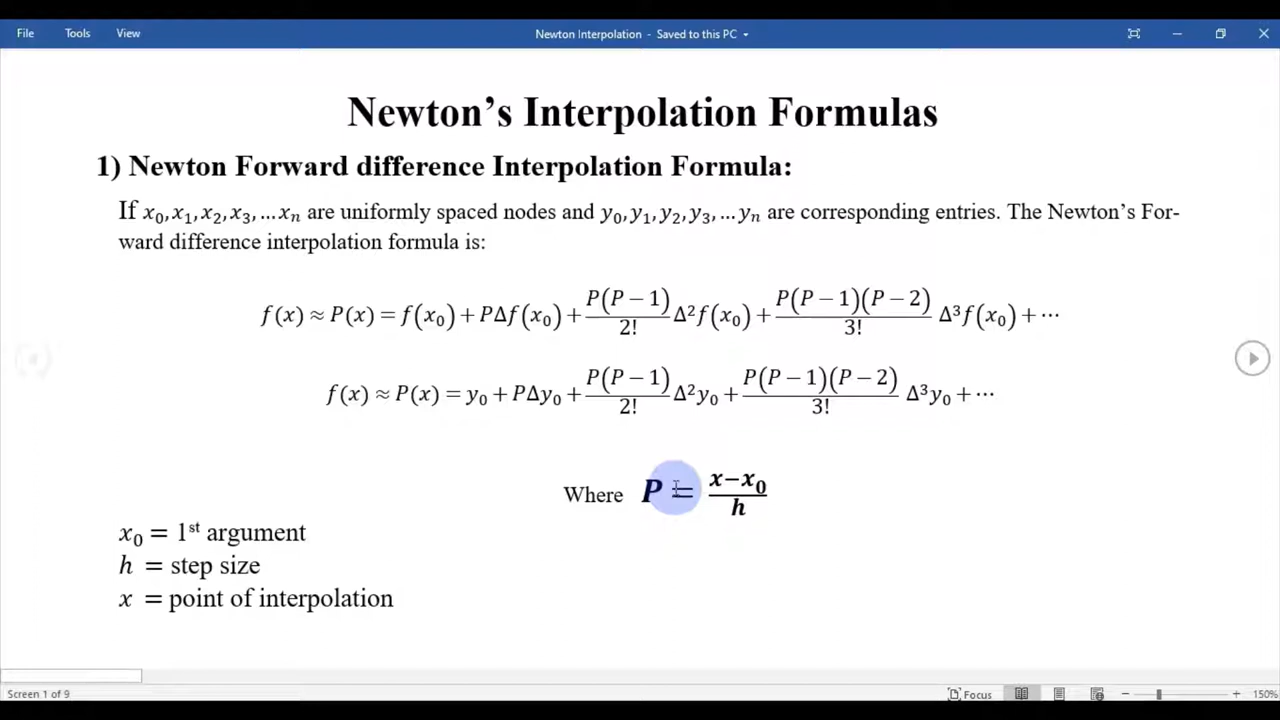 File Tools View Newton Interpolation - Saved to this PC
Newton's Interpolation Formulas
1) Newton Forward difference Interpolation Formula:
If x₀, x₁, x₂, x₃, … xₙ are uniformly spaced nodes and y₀, y₁, y₂, y₃, … yₙ are corresponding entries. The Newton's For-
ward difference interpolation formula is:
f(x) ≈ P(x) = f(x₀) + PΔf(x₀) + P(P − 1)/2! Δ²f(x₀) + P(P − 1)(P − 2)/3! Δ³f(x₀) + ⋯
f(x) ≈ P(x) = y₀ + PΔy₀ + P(P − 1)/2! Δ²y₀ + P(P − 1)(P − 2)/3! Δ³y₀ + ⋯
Where P = x−x₀/h
x₀ = 1st argument
h = step size
x = point of interpolation
Screen 1 of 9 Focus 150%